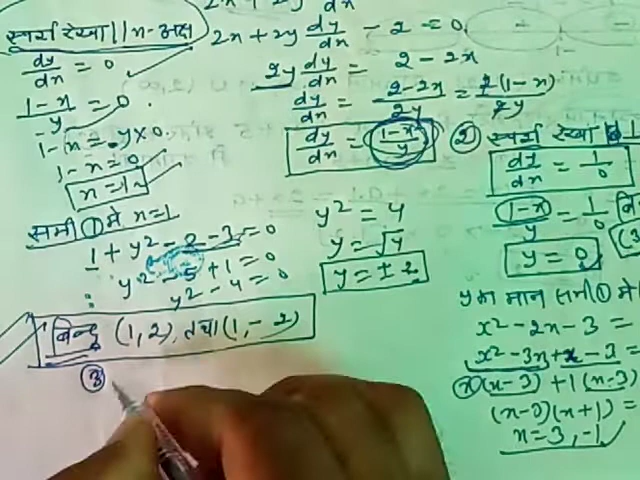 2x + 2y dy/dx - 2 = 0
स्पर्श रेखा || x-अक्ष
dy/dx = 0
1-x/-y = 0
1-x = y×0
1-x = 0
x = 1
2y dy/dx = 2 - 2x
dy/dx = 2-2x/2y = 2(1-x)/2y
dy/dx = 1-x/y
समी ① मे x=1
1 + y² - 2 - 3 = 0
y² - 5 + 1 = 0
y² - 4 = 0
y² = 4
y = √4
y = ± 2
बिन्दु (1, 2), तथा (1, -2)
③
② स्पर्श रेखा
dy/dx = 1/0
1-x/y = 1/0
y = 0
y का मान समी ① मे
x² - 2x - 3 =
x² - 3x + x - 3 =
x(x-3) + 1(x-3) =
(x-3)(x+1) =
x = 3, -1